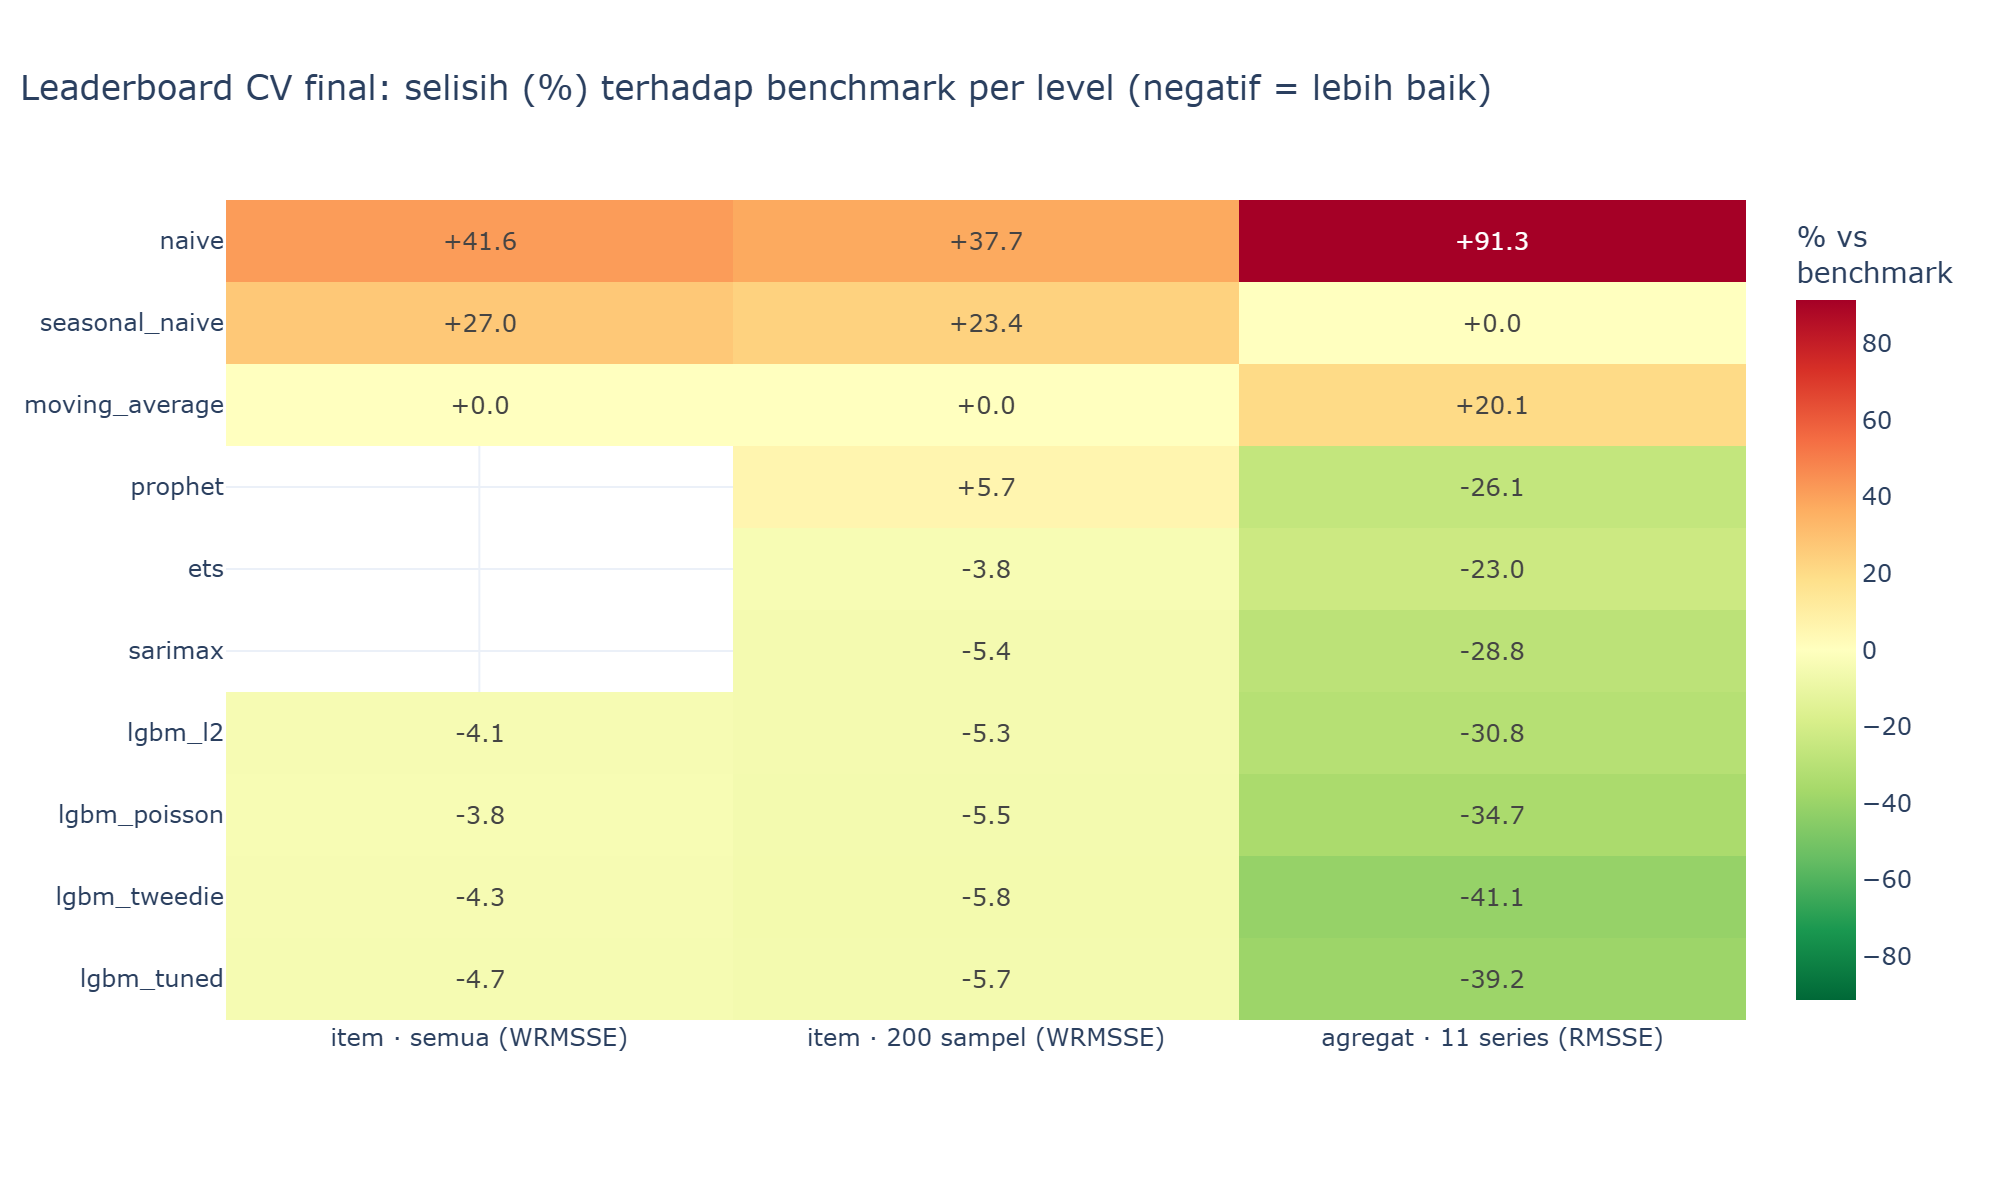 Leaderboard CV final: selisih (%) terhadap benchmark per level (negatif = lebih baik)
naive +41.6 +37.7 +91.3
seasonal_naive +27.0 +23.4 +0.0
moving_average +0.0 +0.0 +20.1
prophet +5.7 -26.1
ets -3.8 -23.0
sarimax -5.4 -28.8
lgbm_l2 -4.1 -5.3 -30.8
lgbm_poisson -3.8 -5.5 -34.7
lgbm_tweedie -4.3 -5.8 -41.1
lgbm_tuned -4.7 -5.7 -39.2
item · semua (WRMSSE) item · 200 sampel (WRMSSE) agregat · 11 series (RMSSE)
% vs
benchmark
80
60
40
20
0
−20
−40
−60
−80